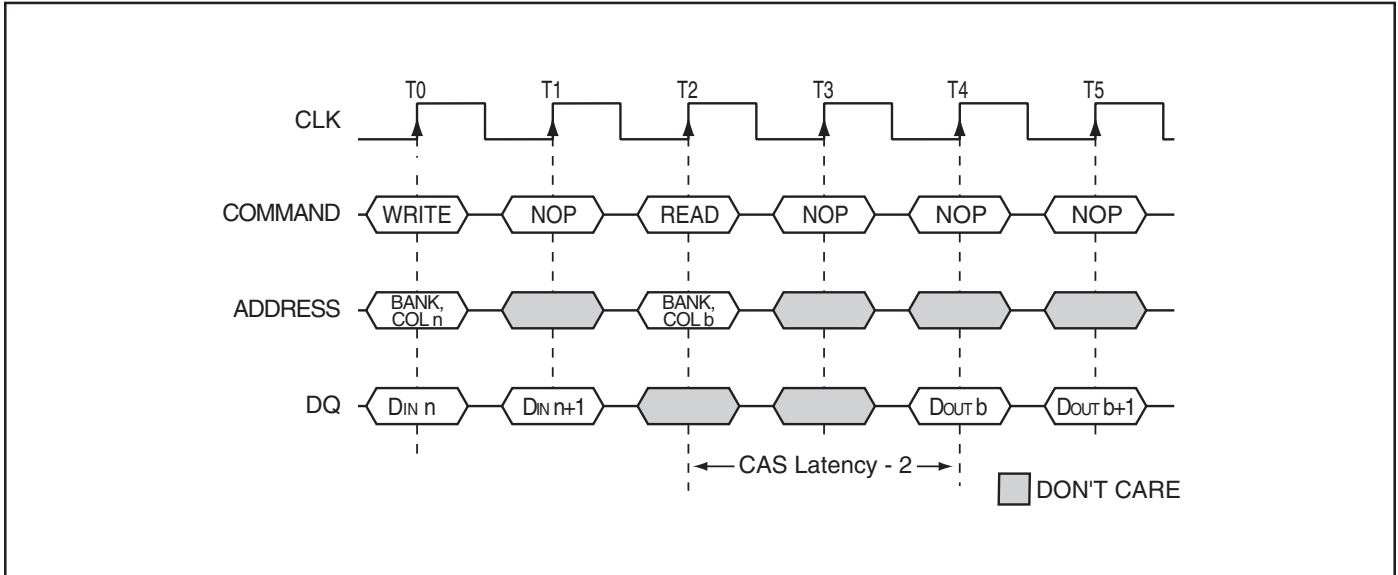 T0 T1 T2 T3 T4 T5
CLK
COMMAND WRITE NOP READ NOP NOP NOP
ADDRESS BANK, COL n BANK, COL b
DQ DIN n DIN n+1 DOUT b DOUT b+1
CAS Latency - 2
DON'T CARE